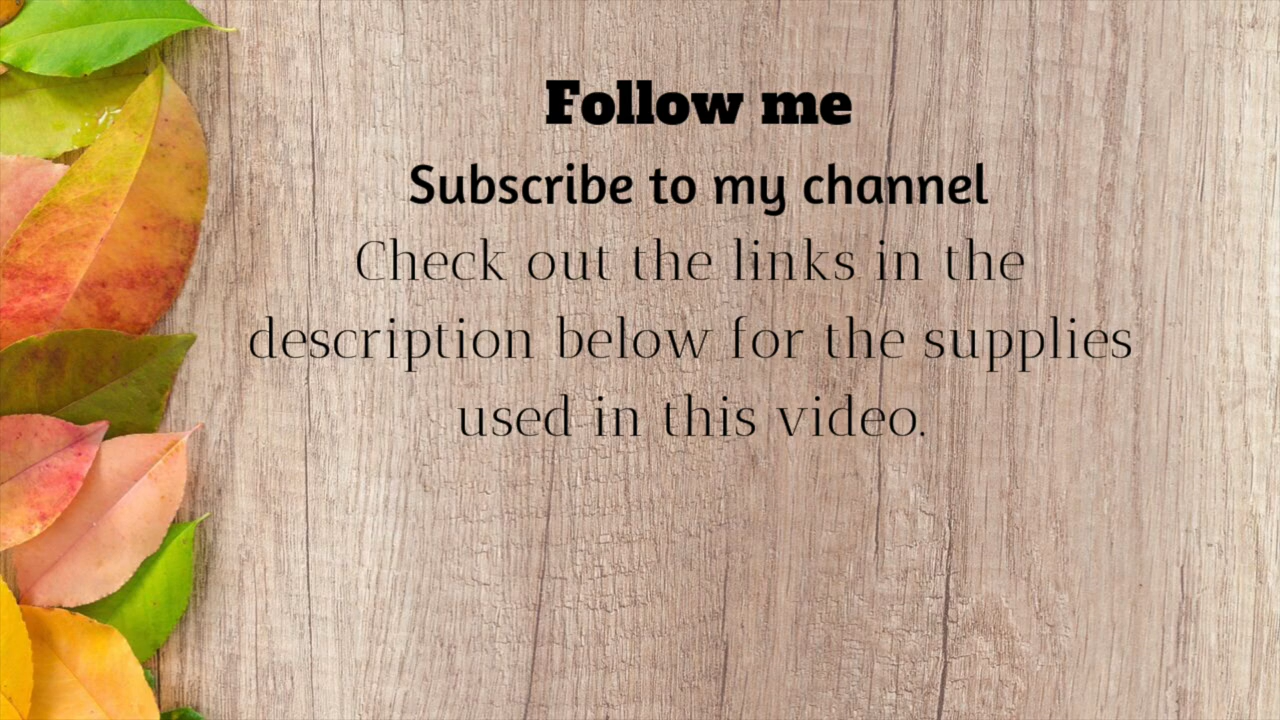 Follow me
Subscribe to my channel
Check out the links in the
description below for the supplies
used in this video.